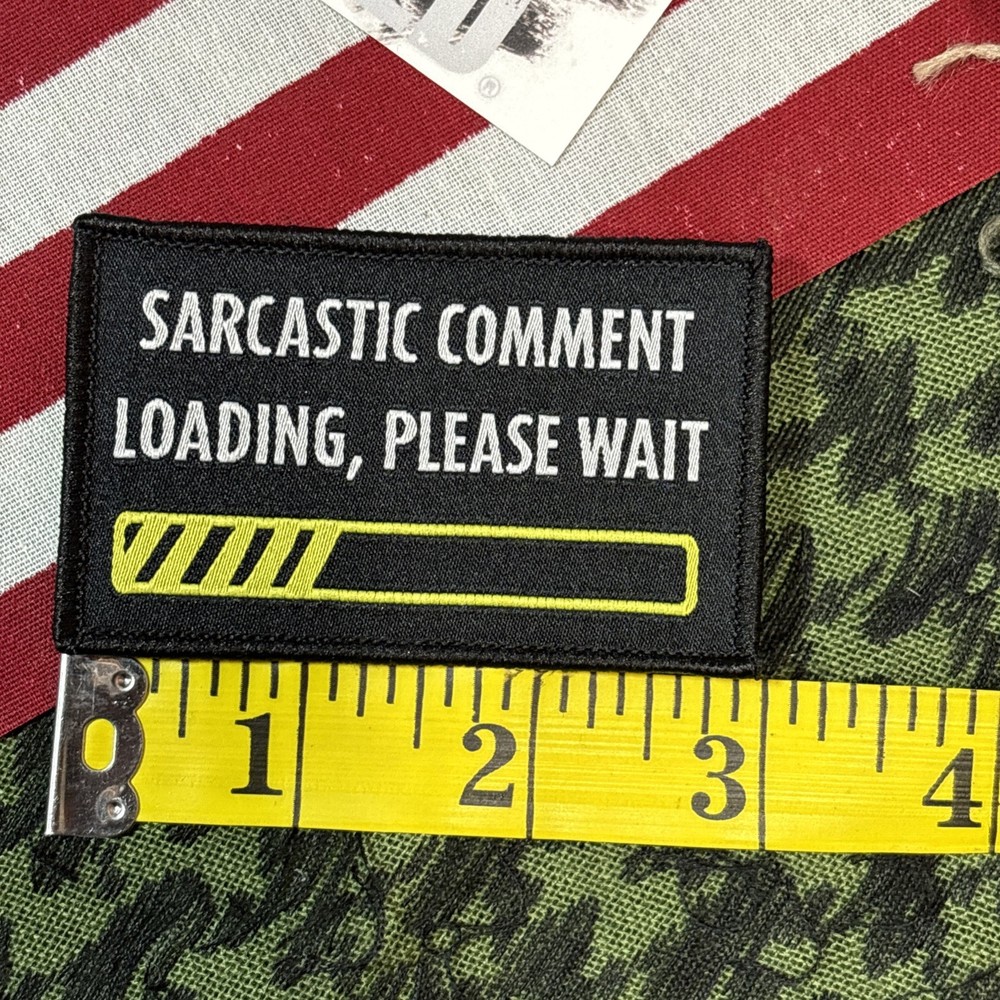 ®
SARCASTIC COMMENT
LOADING, PLEASE WAIT
1 2 3 4